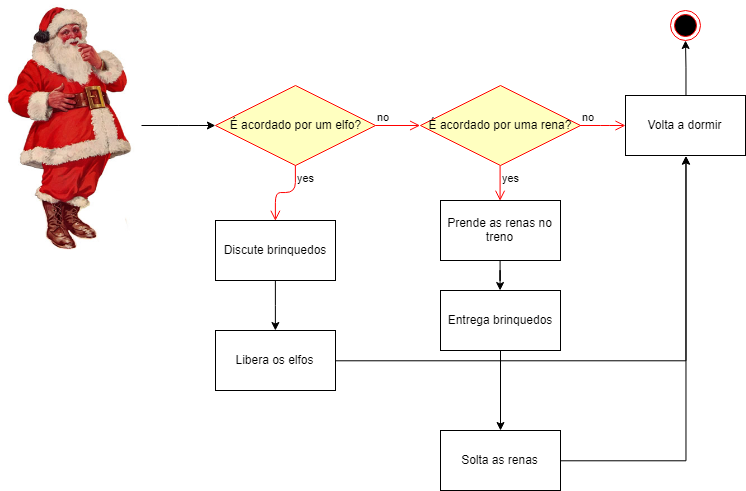 É acordado por um elfo?
no
É acordado por uma rena?
no
Volta a dormir
yes
yes
Discute brinquedos
Prende as renas no
treno
Libera os elfos
Entrega brinquedos
Solta as renas